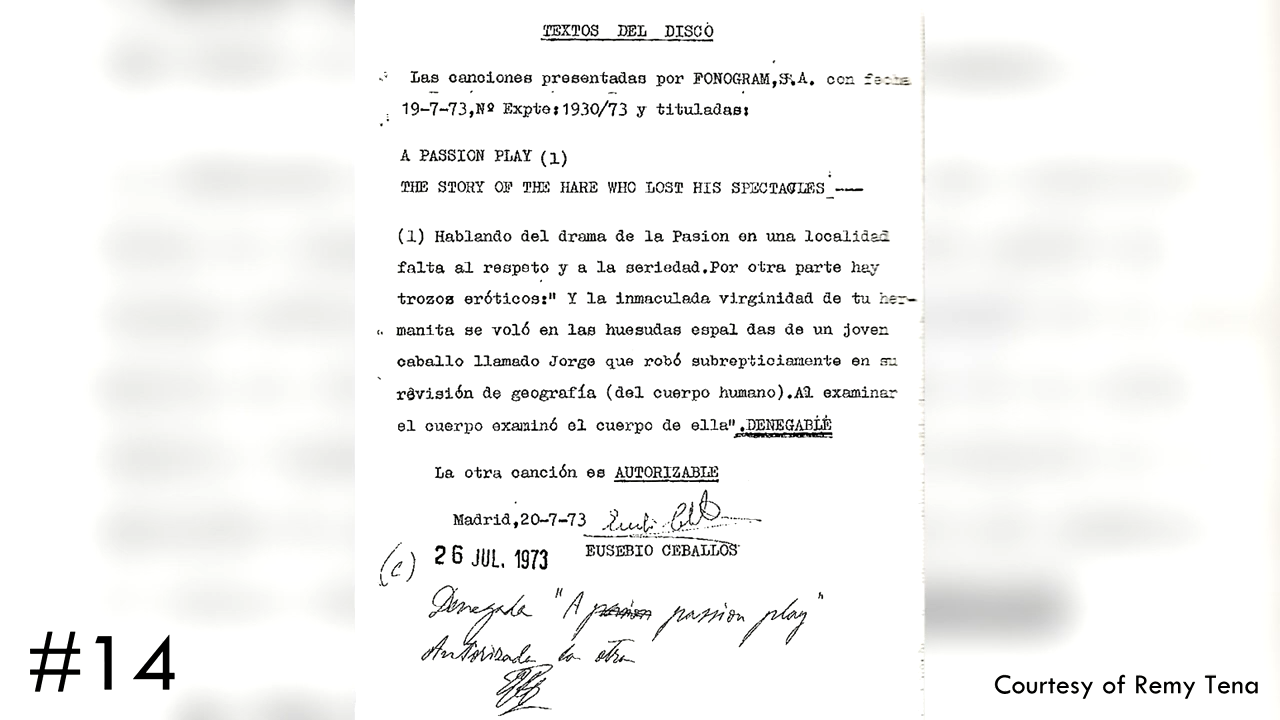 TEXTOS DEL DISCO
Las canciones presentadas por FONOGRAM,S.A. con fecha
19-7-73,Nº Expte:1930/73 y tituladas:
A PASSION PLAY (1)
THE STORY OF THE HARE WHO LOST HIS SPECTACLES ---
(1) Hablando del drama de la Pasion en una localidad
falta al respeto y a la seriedad.Por otra parte hay
trozos eróticos:" Y la inmaculada virginidad de tu her-
manita se voló en las huesudas espal das de un joven
caballo llamado Jorge que robó subrepticiamente en su
révisión de geografía (del cuerpo humano).Al examinar
el cuerpo examinó el cuerpo de ella".DENEGABLE
La otra canción es AUTORIZABLE
Madrid,20-7-73
EUSEBIO CEBALLOS
(c) 26 JUL. 1973
Denegada "A passion play"
Autorizada la otra
#14
Courtesy of Remy Tena